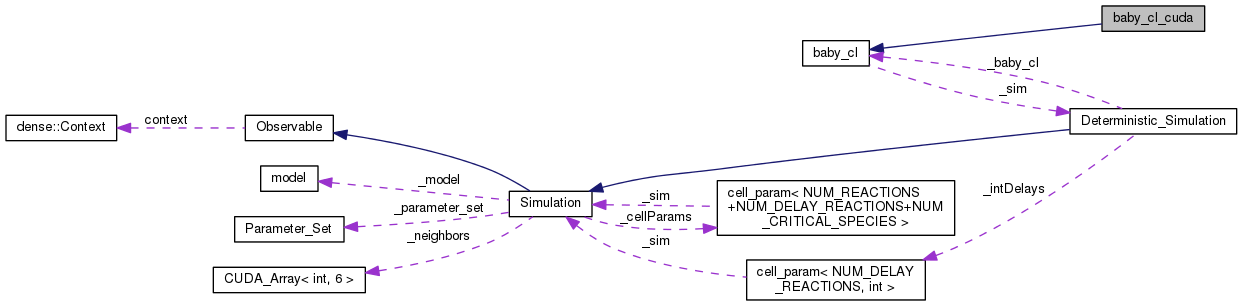 baby_cl_cuda
baby_cl
_baby_cl
_sim
dense::Context
context
Observable
Deterministic_Simulation
model
_model
_intDelays
Simulation
_sim
cell_param< NUM_REACTIONS
+NUM_DELAY_REACTIONS+NUM
_CRITICAL_SPECIES >
_parameter_set
_cellParams
Parameter_Set
_neighbors
_sim
CUDA_Array< int, 6 >
cell_param< NUM_DELAY
_REACTIONS, int >